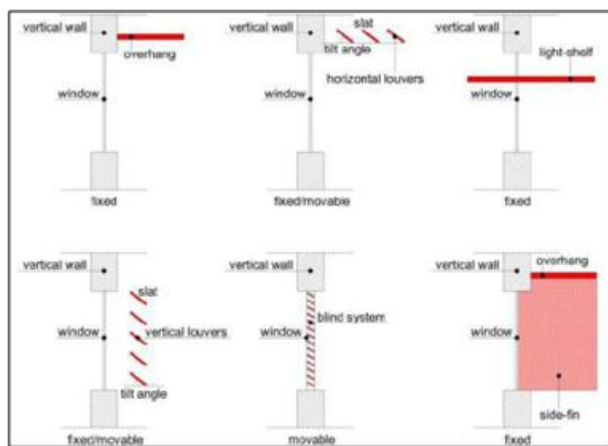 vertical wall
overhang
window
fixed
vertical wall
slat
tilt angle
horizontal louvers
window
fixed/movable
vertical wall
light-shelf
window
fixed
vertical wall
slat
window
vertical louvers
tilt angle
fixed/movable
vertical wall
blind system
window
movable
overhang
vertical wall
window
side-fin
fixed